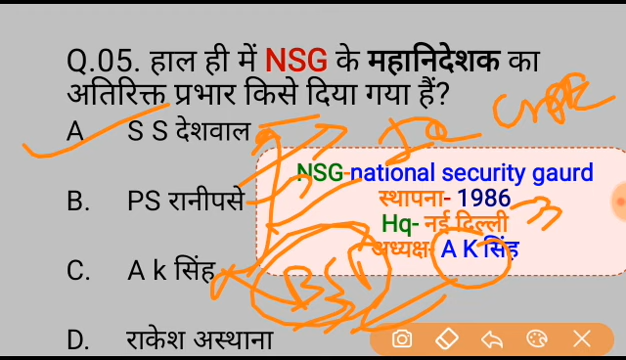 Q.05. हाल ही में NSG के महानिदेशक का
अतिरिक्त प्रभार किसे दिया गया हैं?
A. S S देशवाल
B. PS रानीपसे
C. A k सिंह
D. राकेश अस्थाना
NSG-national security gaurd
स्थापना- 1986
Hq- नई दिल्ली
अध्यक्ष- A K सिंह
BSF